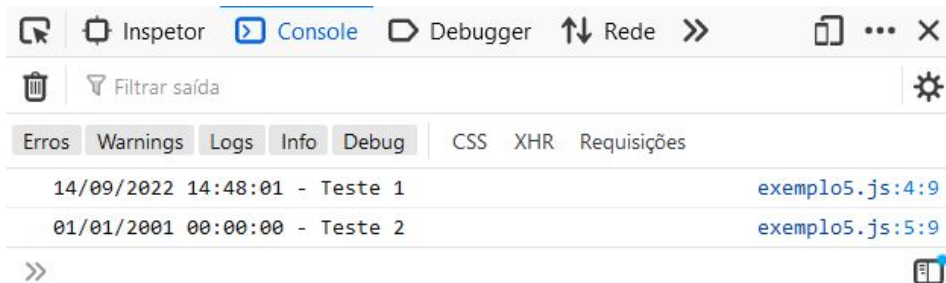 Inspetor Console Debugger Rede
Filtrar saída
Erros Warnings Logs Info Debug CSS XHR Requisições
14/09/2022 14:48:01 - Teste 1 exemplo5.js:4:9
01/01/2001 00:00:00 - Teste 2 exemplo5.js:5:9